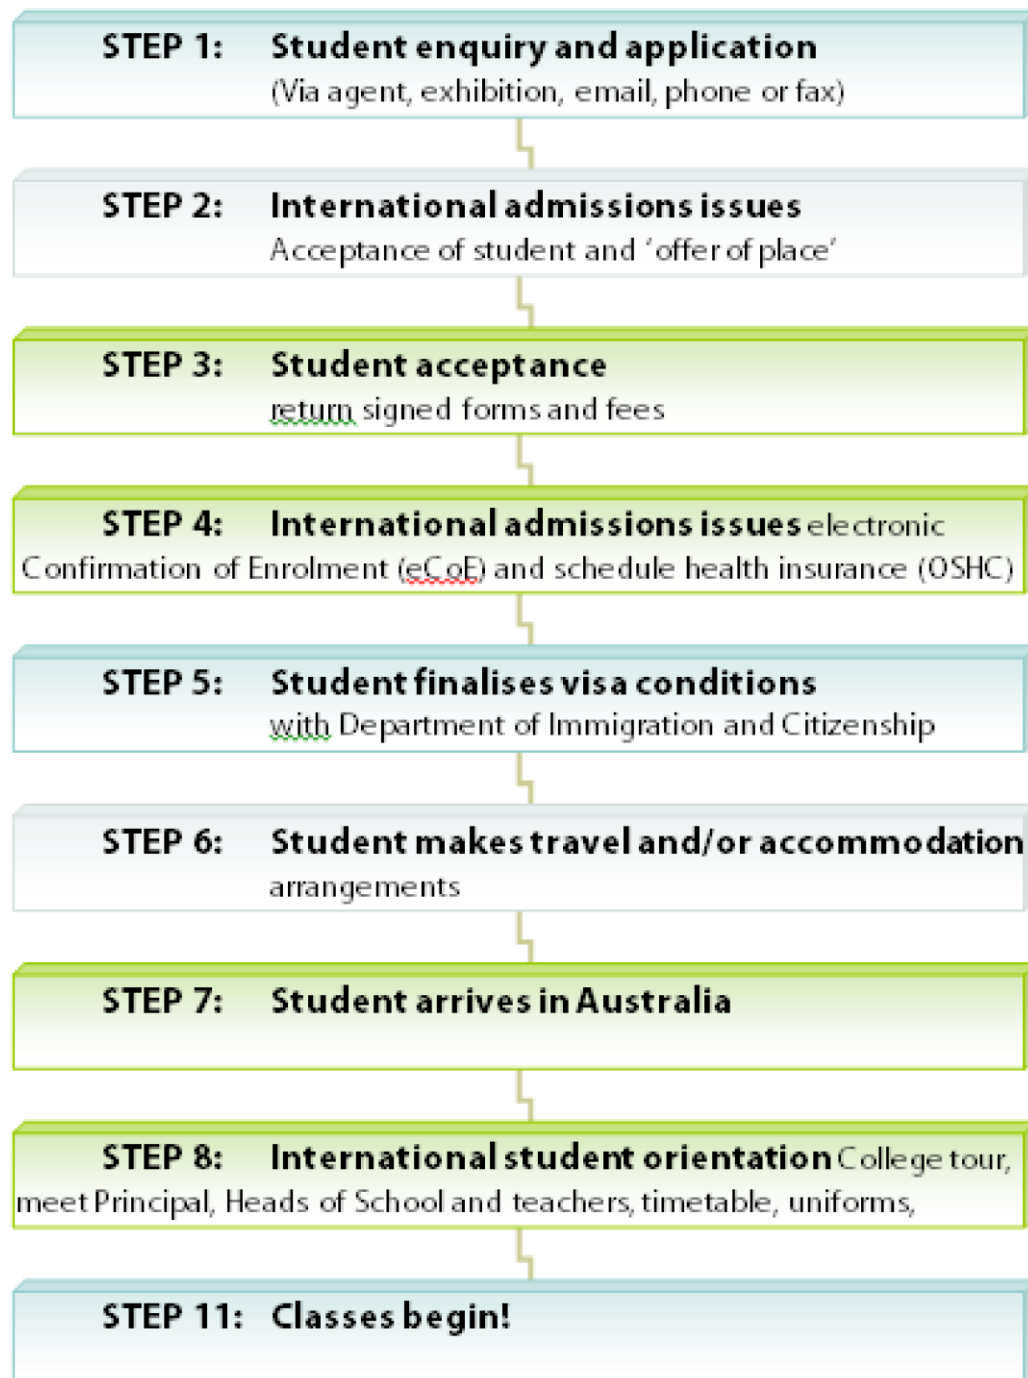 STEP 1: Student enquiry and application
(Via agent, exhibition, email, phone or fax)
STEP 2: International admissions issues
Acceptance of student and ‘offer of place’
STEP 3: Student acceptance
return signed forms and fees
STEP 4: International admissions issues electronic
Confirmation of Enrolment (eCoE) and schedule health insurance (OSHC)
STEP 5: Student finalises visa conditions
with Department of Immigration and Citizenship
STEP 6: Student makes travel and/or accommodation
arrangements
STEP 7: Student arrives in Australia
STEP 8: International student orientation College tour,
meet Principal, Heads of School and teachers, timetable, uniforms,
STEP 11: Classes begin!